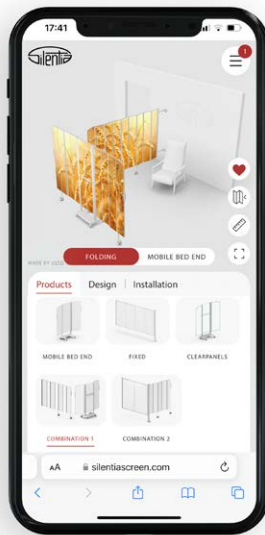 17:41
Silentia
1
FOLDING MOBILE BED END
Products Design Installation
MOBILE BED END FIXED CLEARPANELS
COMBINATION 1 COMBINATION 2
AA silentiascreen.com